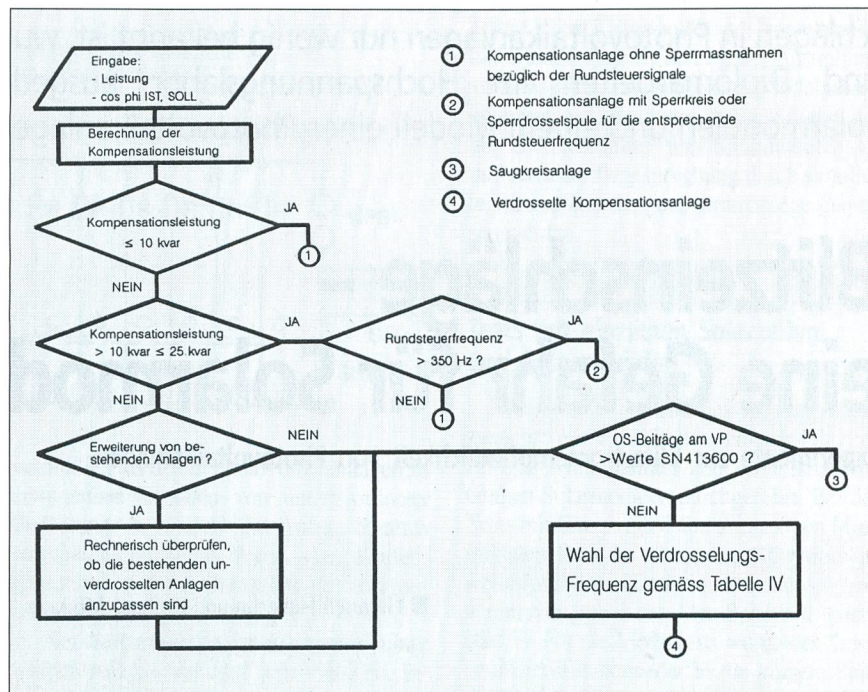 Eingabe:
- Leistung
- cos phi IST, SOLL
Berechnung der
Kompensationsleistung
Kompensationsleistung
≤ 10 kvar
JA
1
NEIN
Kompensationsleistung
> 10 kvar ≤ 25 kvar
JA
Rundsteuerfrequenz
> 350 Hz ?
JA
2
NEIN
1
NEIN
Erweiterung von be-
stehenden Anlagen ?
NEIN
JA
Rechnerisch überprüfen,
ob die bestehenden un-
verdrosselten Anlagen
anzupassen sind
OS-Beiträge am VP
>Werte SN413600 ?
JA
3
NEIN
Wahl der Verdrosselungs-
Frequenz gemäss Tabelle IV
4
1 Kompensationsanlage ohne Sperrmassnahmen
bezüglich der Rundsteuersignale
2 Kompensationsanlage mit Sperrkreis oder
Sperrdrosselspule für die entsprechende
Rundsteuerfrequenz
3 Saugkreisanlage
4 Verdrosselte Kompensationsanlage